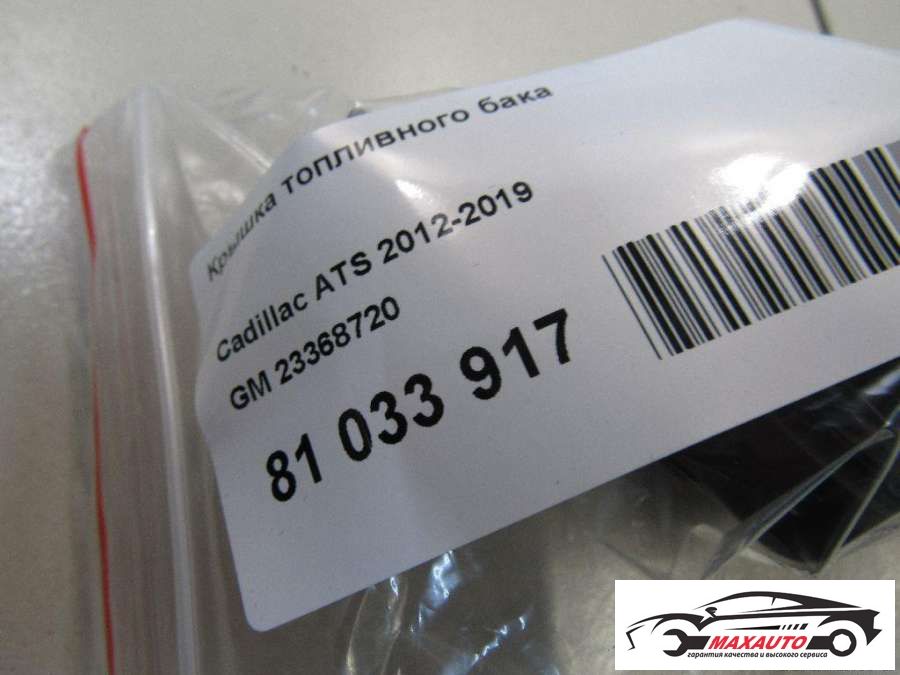 Крышка топливного бака
Cadillac ATS 2012-2019
GM 23368720
81 033 917
MAXAUTO
гарантия качества и высокого сервиса